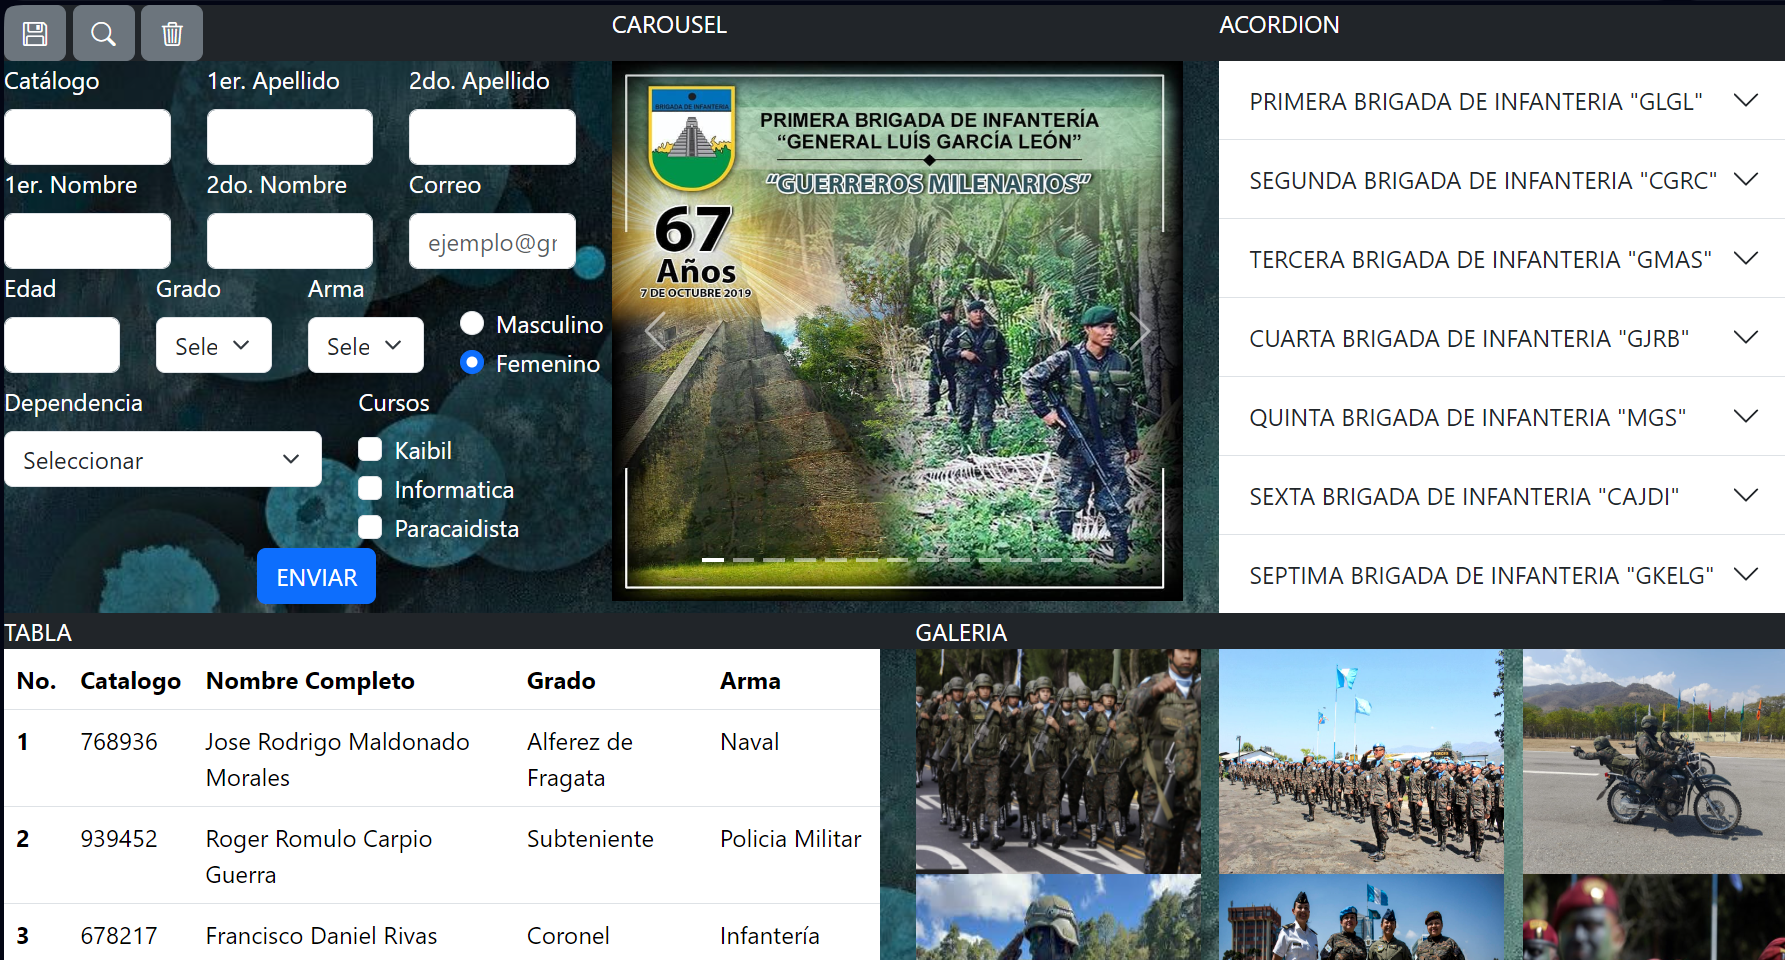 CAROUSEL
ACORDION
Catálogo
1er. Apellido
2do. Apellido
1er. Nombre
2do. Nombre
Correo
ejemplo@gr
Edad
Grado
Arma
Sele
Sele
Masculino
Femenino
Dependencia
Cursos
Seleccionar
Kaibil
Informatica
Paracaidista
ENVIAR
BRIGADA DE INFANTERIA
PRIMERA BRIGADA DE INFANTERÍA
“GENERAL LUÍS GARCÍA LEÓN”
“GUERREROS MILENARIOS”
67
Años
7 DE OCTUBRE 2019
PRIMERA BRIGADA DE INFANTERIA "GLGL"
SEGUNDA BRIGADA DE INFANTERIA "CGRC"
TERCERA BRIGADA DE INFANTERIA "GMAS"
CUARTA BRIGADA DE INFANTERIA "GJRB"
QUINTA BRIGADA DE INFANTERIA "MGS"
SEXTA BRIGADA DE INFANTERIA "CAJDI"
SEPTIMA BRIGADA DE INFANTERIA "GKELG"
TABLA
GALERIA
No. Catalogo Nombre Completo Grado Arma
1 768936 Jose Rodrigo Maldonado Alferez de Naval
Morales Fragata
2 939452 Roger Romulo Carpio Subteniente Policia Militar
Guerra
3 678217 Francisco Daniel Rivas Coronel Infantería